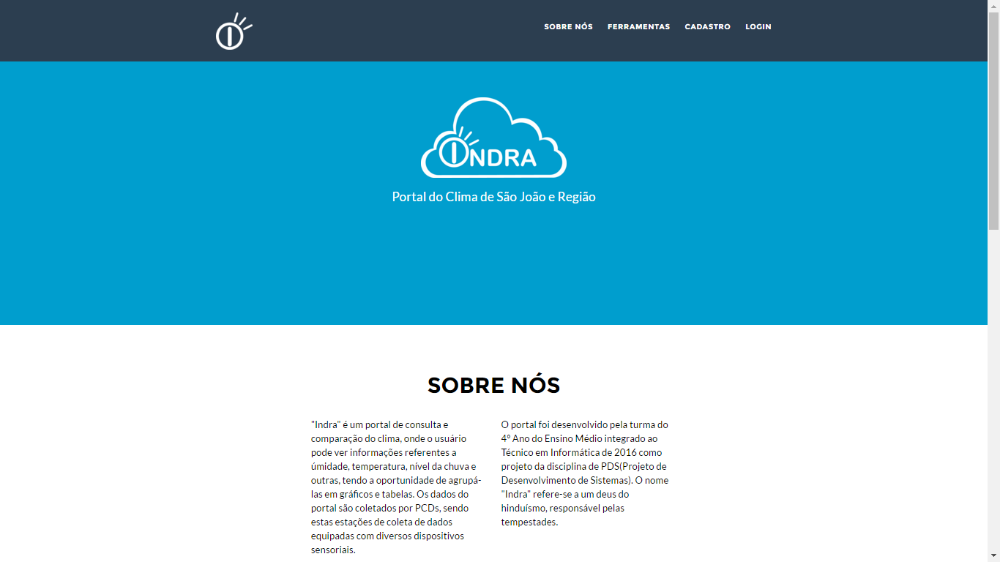 SOBRE NÓS FERRAMENTAS CADASTRO LOGIN
INDRA
Portal do Clima de São João e Região
SOBRE NÓS
"Indra" é um portal de consulta e
comparação do clima, onde o usuário
pode ver informações referentes a
úmidade, temperatura, nível da chuva e
outras, tendo a oportunidade de agrupá-
las em gráficos e tabelas. Os dados do
portal são coletados por PCDs, sendo
estas estações de coleta de dados
equipadas com diversos dispositivos
sensoriais.
O portal foi desenvolvido pela turma do
4º Ano do Ensino Médio integrado ao
Técnico em Informática de 2016 como
projeto da disciplina de PDS(Projeto de
Desenvolvimento de Sistemas). O nome
"Indra" refere-se a um deus do
hinduísmo, responsável pelas
tempestades.